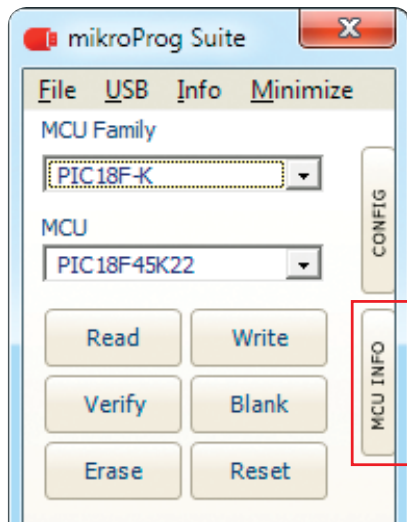 mikroProg Suite
File USB Info Minimize
MCU Family
PIC18F-K
MCU
PIC18F45K22
CONFIG
Read Write
Verify Blank
Erase Reset
MCU INFO